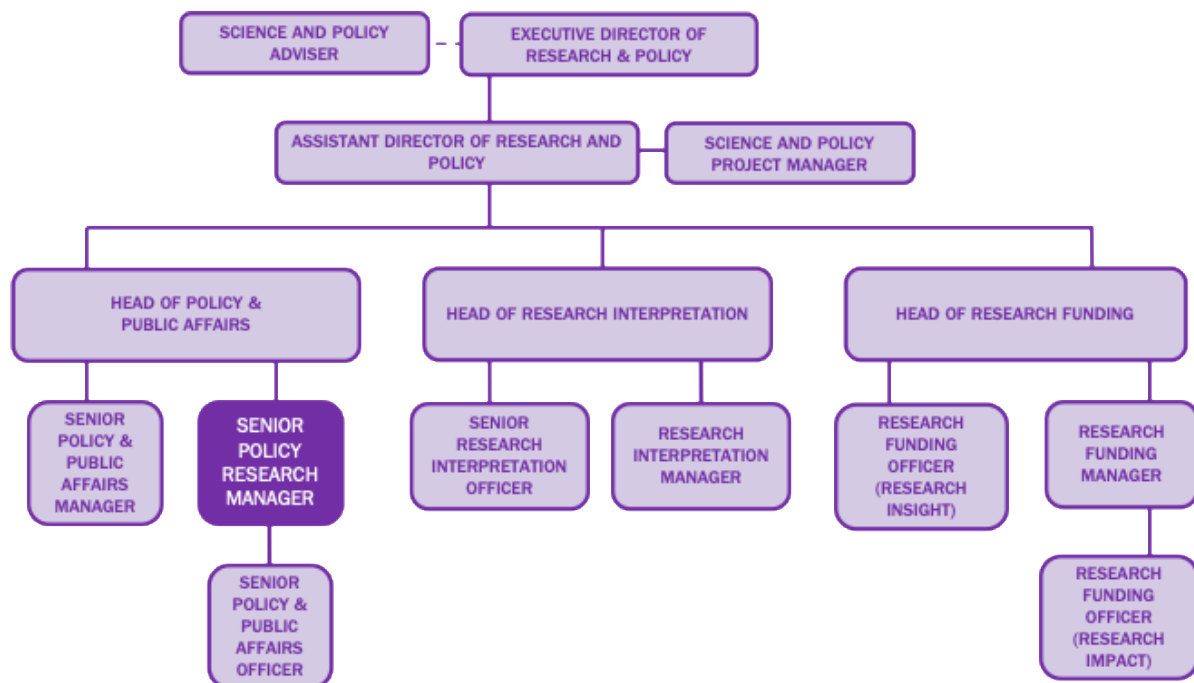 SCIENCE AND POLICY
ADVISER
EXECUTIVE DIRECTOR OF
RESEARCH & POLICY
ASSISTANT DIRECTOR OF RESEARCH AND
POLICY
SCIENCE AND POLICY
PROJECT MANAGER
HEAD OF POLICY &
PUBLIC AFFAIRS
HEAD OF RESEARCH INTERPRETATION
HEAD OF RESEARCH FUNDING
SENIOR
POLICY &
PUBLIC
AFFAIRS
MANAGER
SENIOR
POLICY
RESEARCH
MANAGER
SENIOR
RESEARCH
INTERPRETATION
OFFICER
RESEARCH
INTERPRETATION
MANAGER
RESEARCH
FUNDING
OFFICER
(RESEARCH
INSIGHT)
RESEARCH
FUNDING
MANAGER
SENIOR
POLICY &
PUBLIC
AFFAIRS
OFFICER
RESEARCH
FUNDING
OFFICER
(RESEARCH
IMPACT)